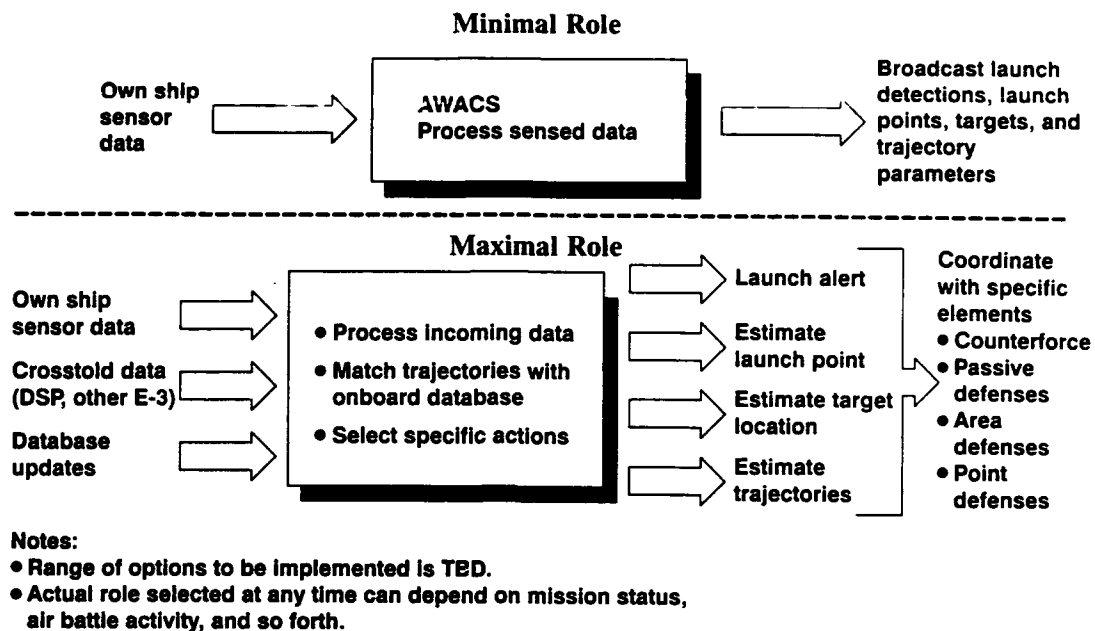 Minimal Role
Own ship
sensor
data
AWACS
Process sensed data
Broadcast launch
detections, launch
points, targets, and
trajectory
parameters
Maximal Role
Own ship
sensor data
Crosstold data
(DSP, other E-3)
Database
updates
● Process incoming data
● Match trajectories with
onboard database
● Select specific actions
Launch alert
Estimate
launch point
Estimate target
location
Estimate
trajectories
Coordinate
with specific
elements
● Counterforce
● Passive
defenses
● Area
defenses
● Point
defenses
Notes:
● Range of options to be implemented is TBD.
● Actual role selected at any time can depend on mission status,
air battle activity, and so forth.